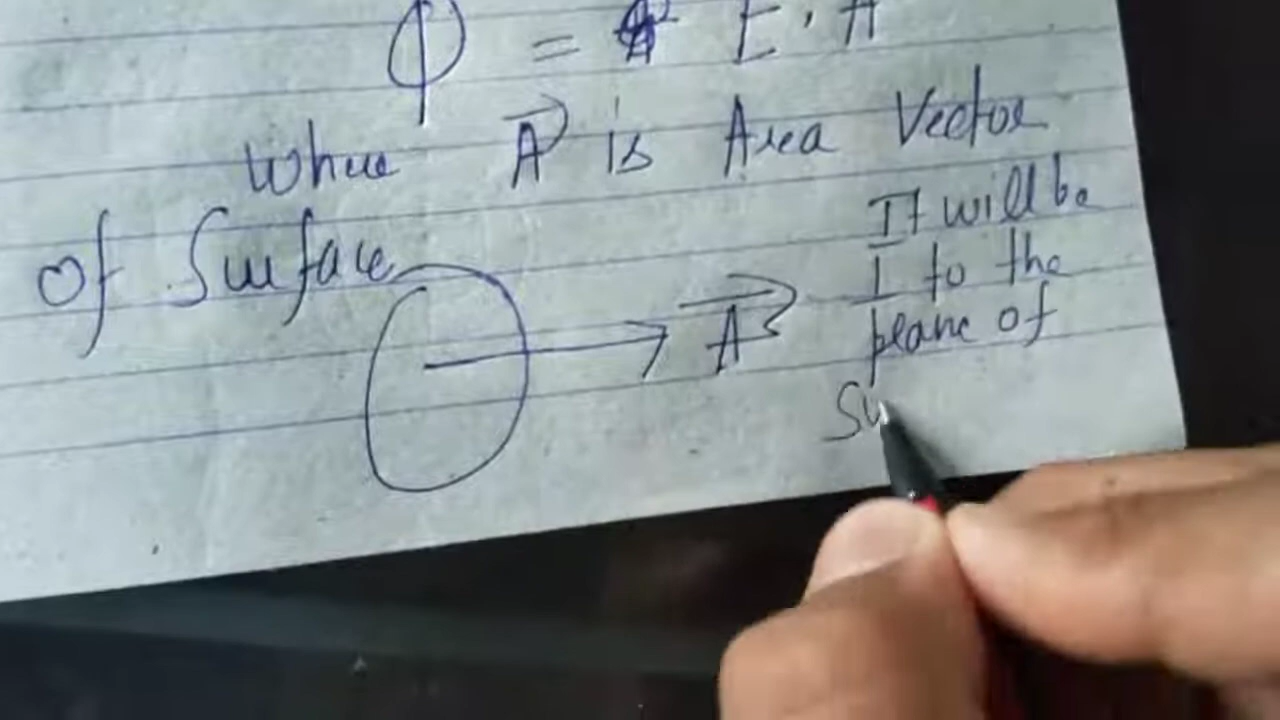 ϕ = E · A
where A⃗ is Area Vector
of Surface
It will be
⊥ to the
plane of
Su
A⃗